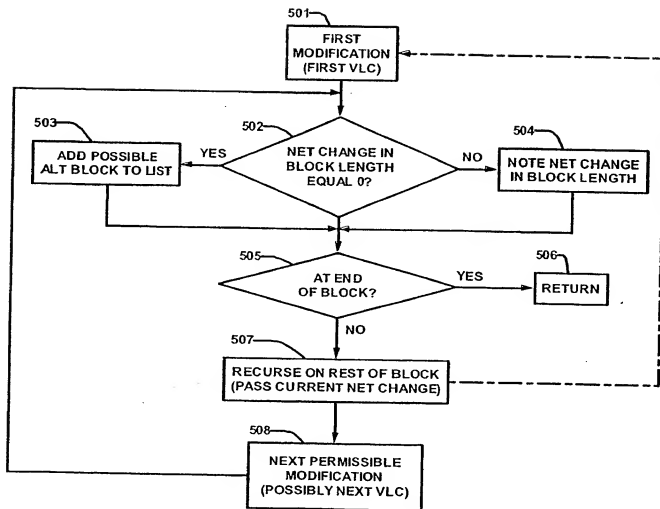 501
FIRST
MODIFICATION
(FIRST VLC)
502
NET CHANGE IN
BLOCK LENGTH
EQUAL 0?
YES
NO
503
ADD POSSIBLE
ALT BLOCK TO LIST
504
NOTE NET CHANGE
IN BLOCK LENGTH
505
AT END
OF BLOCK?
YES
NO
506
RETURN
507
RECURSE ON REST OF BLOCK
(PASS CURRENT NET CHANGE)
508
NEXT PERMISSIBLE
MODIFICATION
(POSSIBLY NEXT VLC)